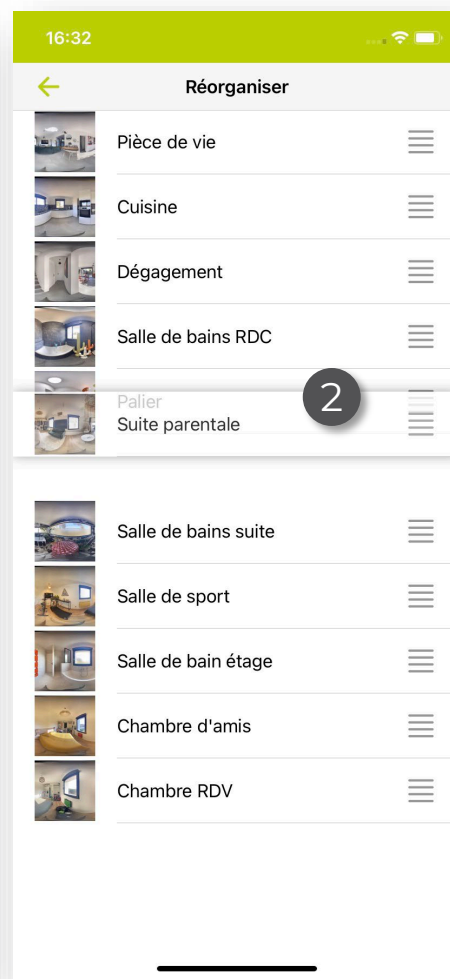 16:32
Réorganiser
Pièce de vie
Cuisine
Dégagement
Salle de bains RDC
Palier
2
Suite parentale
Salle de bains suite
Salle de sport
Salle de bain étage
Chambre d'amis
Chambre RDV